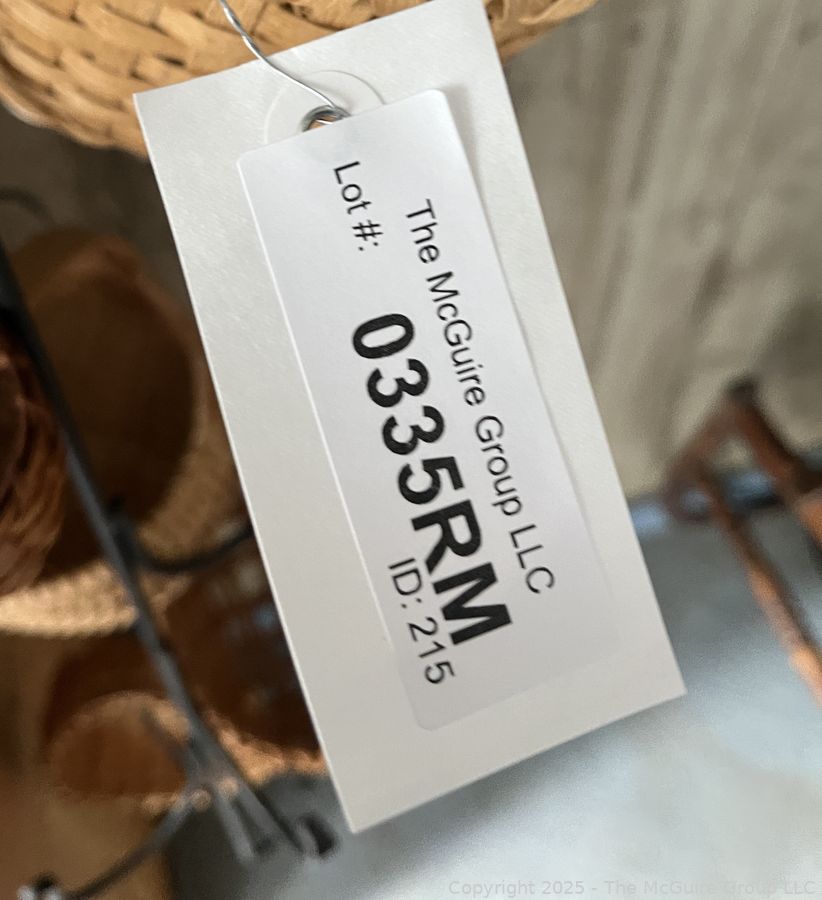 The McGuire Group LLC
Lot #:
0335RM
ID: 215
Copyright 2025 - The McGuire Group LLC